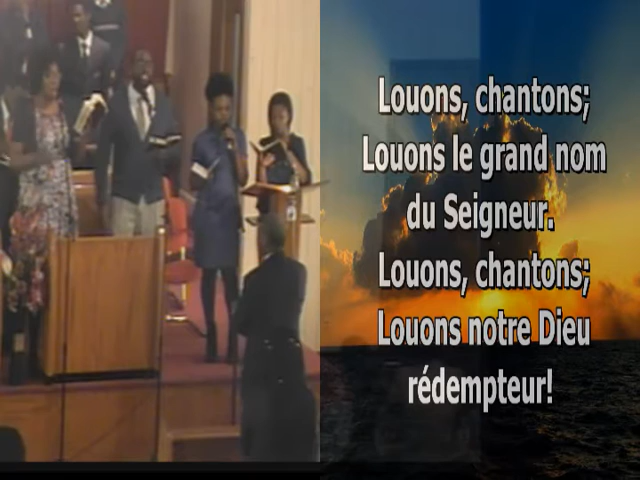 Louons, chantons;
Louons le grand nom
du Seigneur.
Louons, chantons;
Louons notre Dieu
rédempteur!